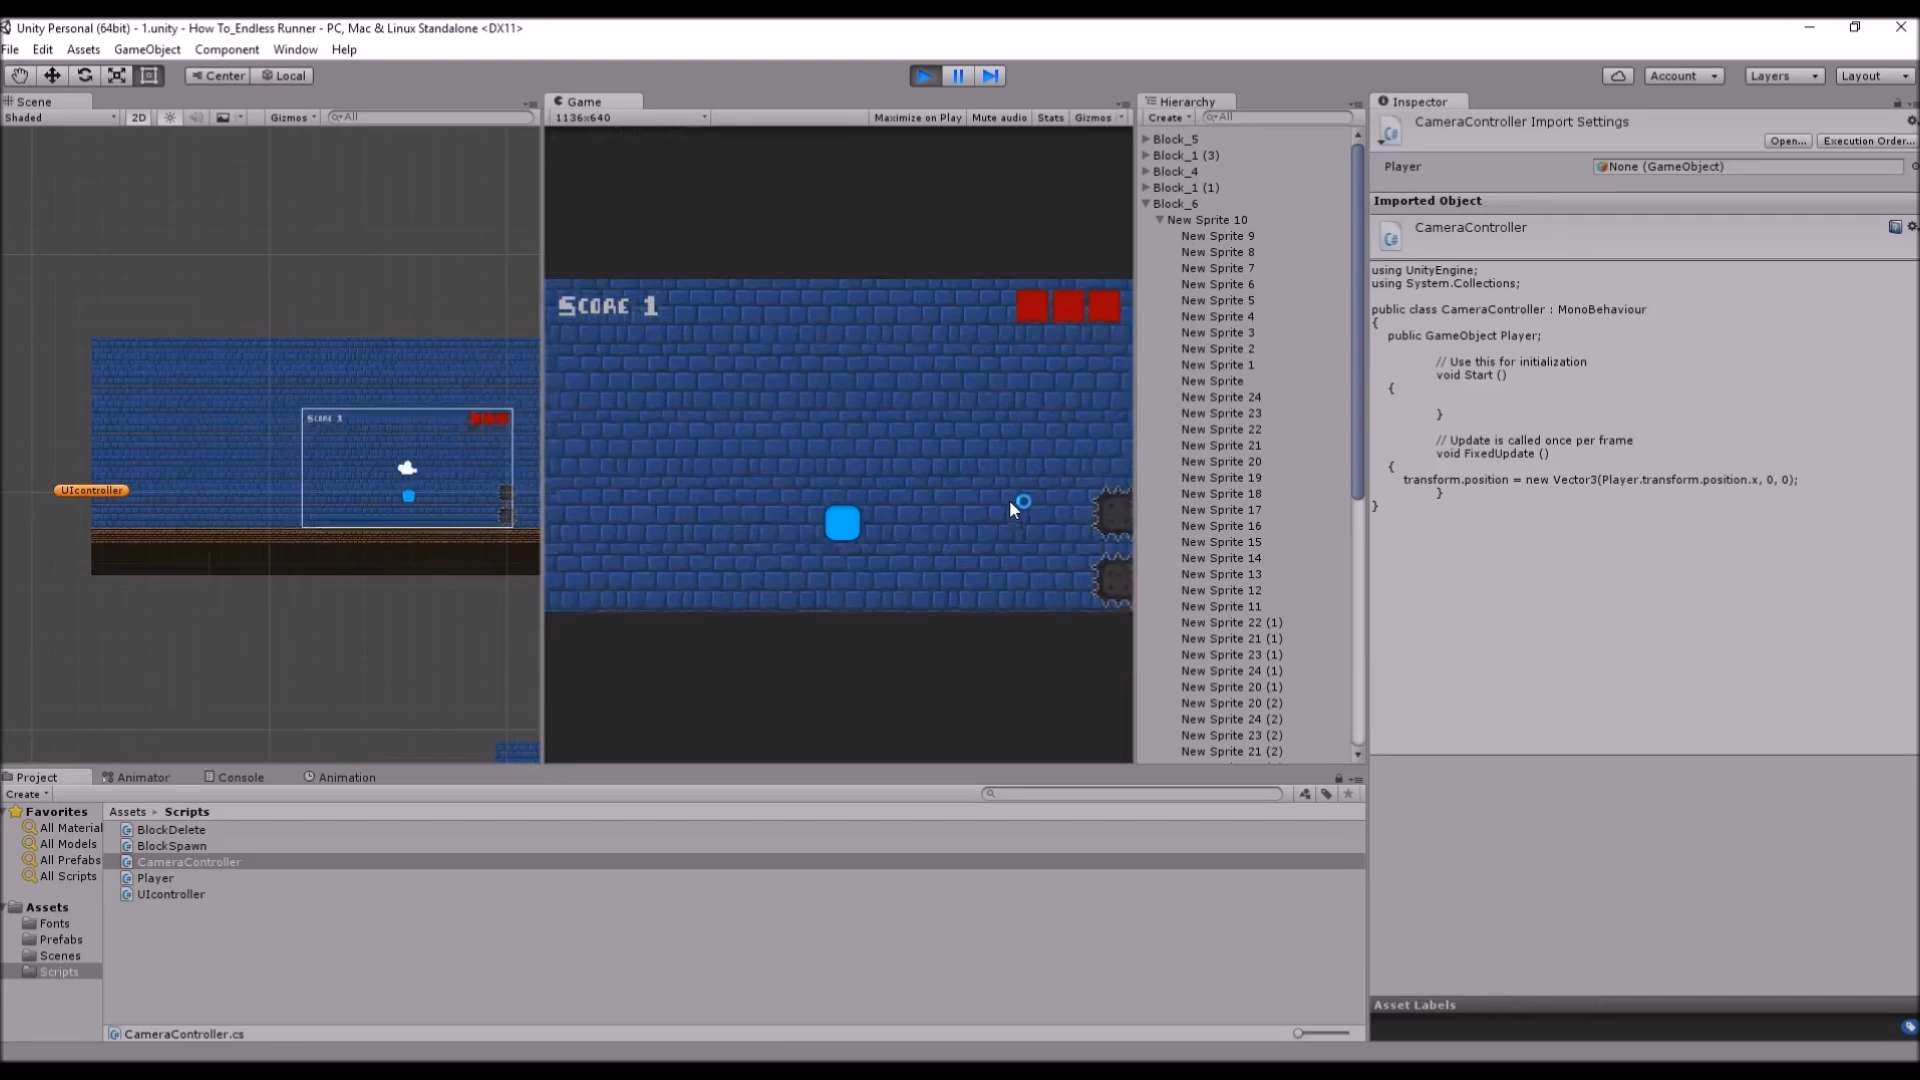 Unity Personal (64bit) - 1.unity - How To_Endless Runner - PC, Mac & Linux Standalone <DX11>
File Edit Assets GameObject Component Window Help
Center Local Account Layers Layout
Scene
Shaded 2D Gizmos All
UIcontroller
Score
Game
1136x640 Maximize on Play Mute audio Stats Gizmos
Score 1
Hierarchy
Create All
Block_5
Block_1 (3)
Block_4
Block_1 (1)
Block_6
New Sprite 10
New Sprite 9
New Sprite 8
New Sprite 7
New Sprite 6
New Sprite 5
New Sprite 4
New Sprite 3
New Sprite 2
New Sprite 1
New Sprite
New Sprite 24
New Sprite 23
New Sprite 22
New Sprite 21
New Sprite 20
New Sprite 19
New Sprite 18
New Sprite 17
New Sprite 16
New Sprite 15
New Sprite 14
New Sprite 13
New Sprite 12
New Sprite 11
New Sprite 22 (1)
New Sprite 21 (1)
New Sprite 23 (1)
New Sprite 24 (1)
New Sprite 20 (1)
New Sprite 20 (2)
New Sprite 24 (2)
New Sprite 23 (2)
New Sprite 21 (2)
Inspector
CameraController Import Settings
Open... Execution Order...
Player None (GameObject)
Imported Object
CameraController
using UnityEngine;
using System.Collections;
public class CameraController : MonoBehaviour
{
public GameObject Player;
// Use this for initialization
void Start ()
{
}
// Update is called once per frame
void FixedUpdate ()
{
transform.position = new Vector3(Player.transform.position.x, 0, 0);
}
}
Asset Labels
Project Animator Console Animation
Create
Favorites
All Material
All Models
All Prefabs
All Scripts
Assets
Fonts
Prefabs
Scenes
Scripts
Assets Scripts
BlockDelete
BlockSpawn
CameraController
Player
UIcontroller
CameraController.cs